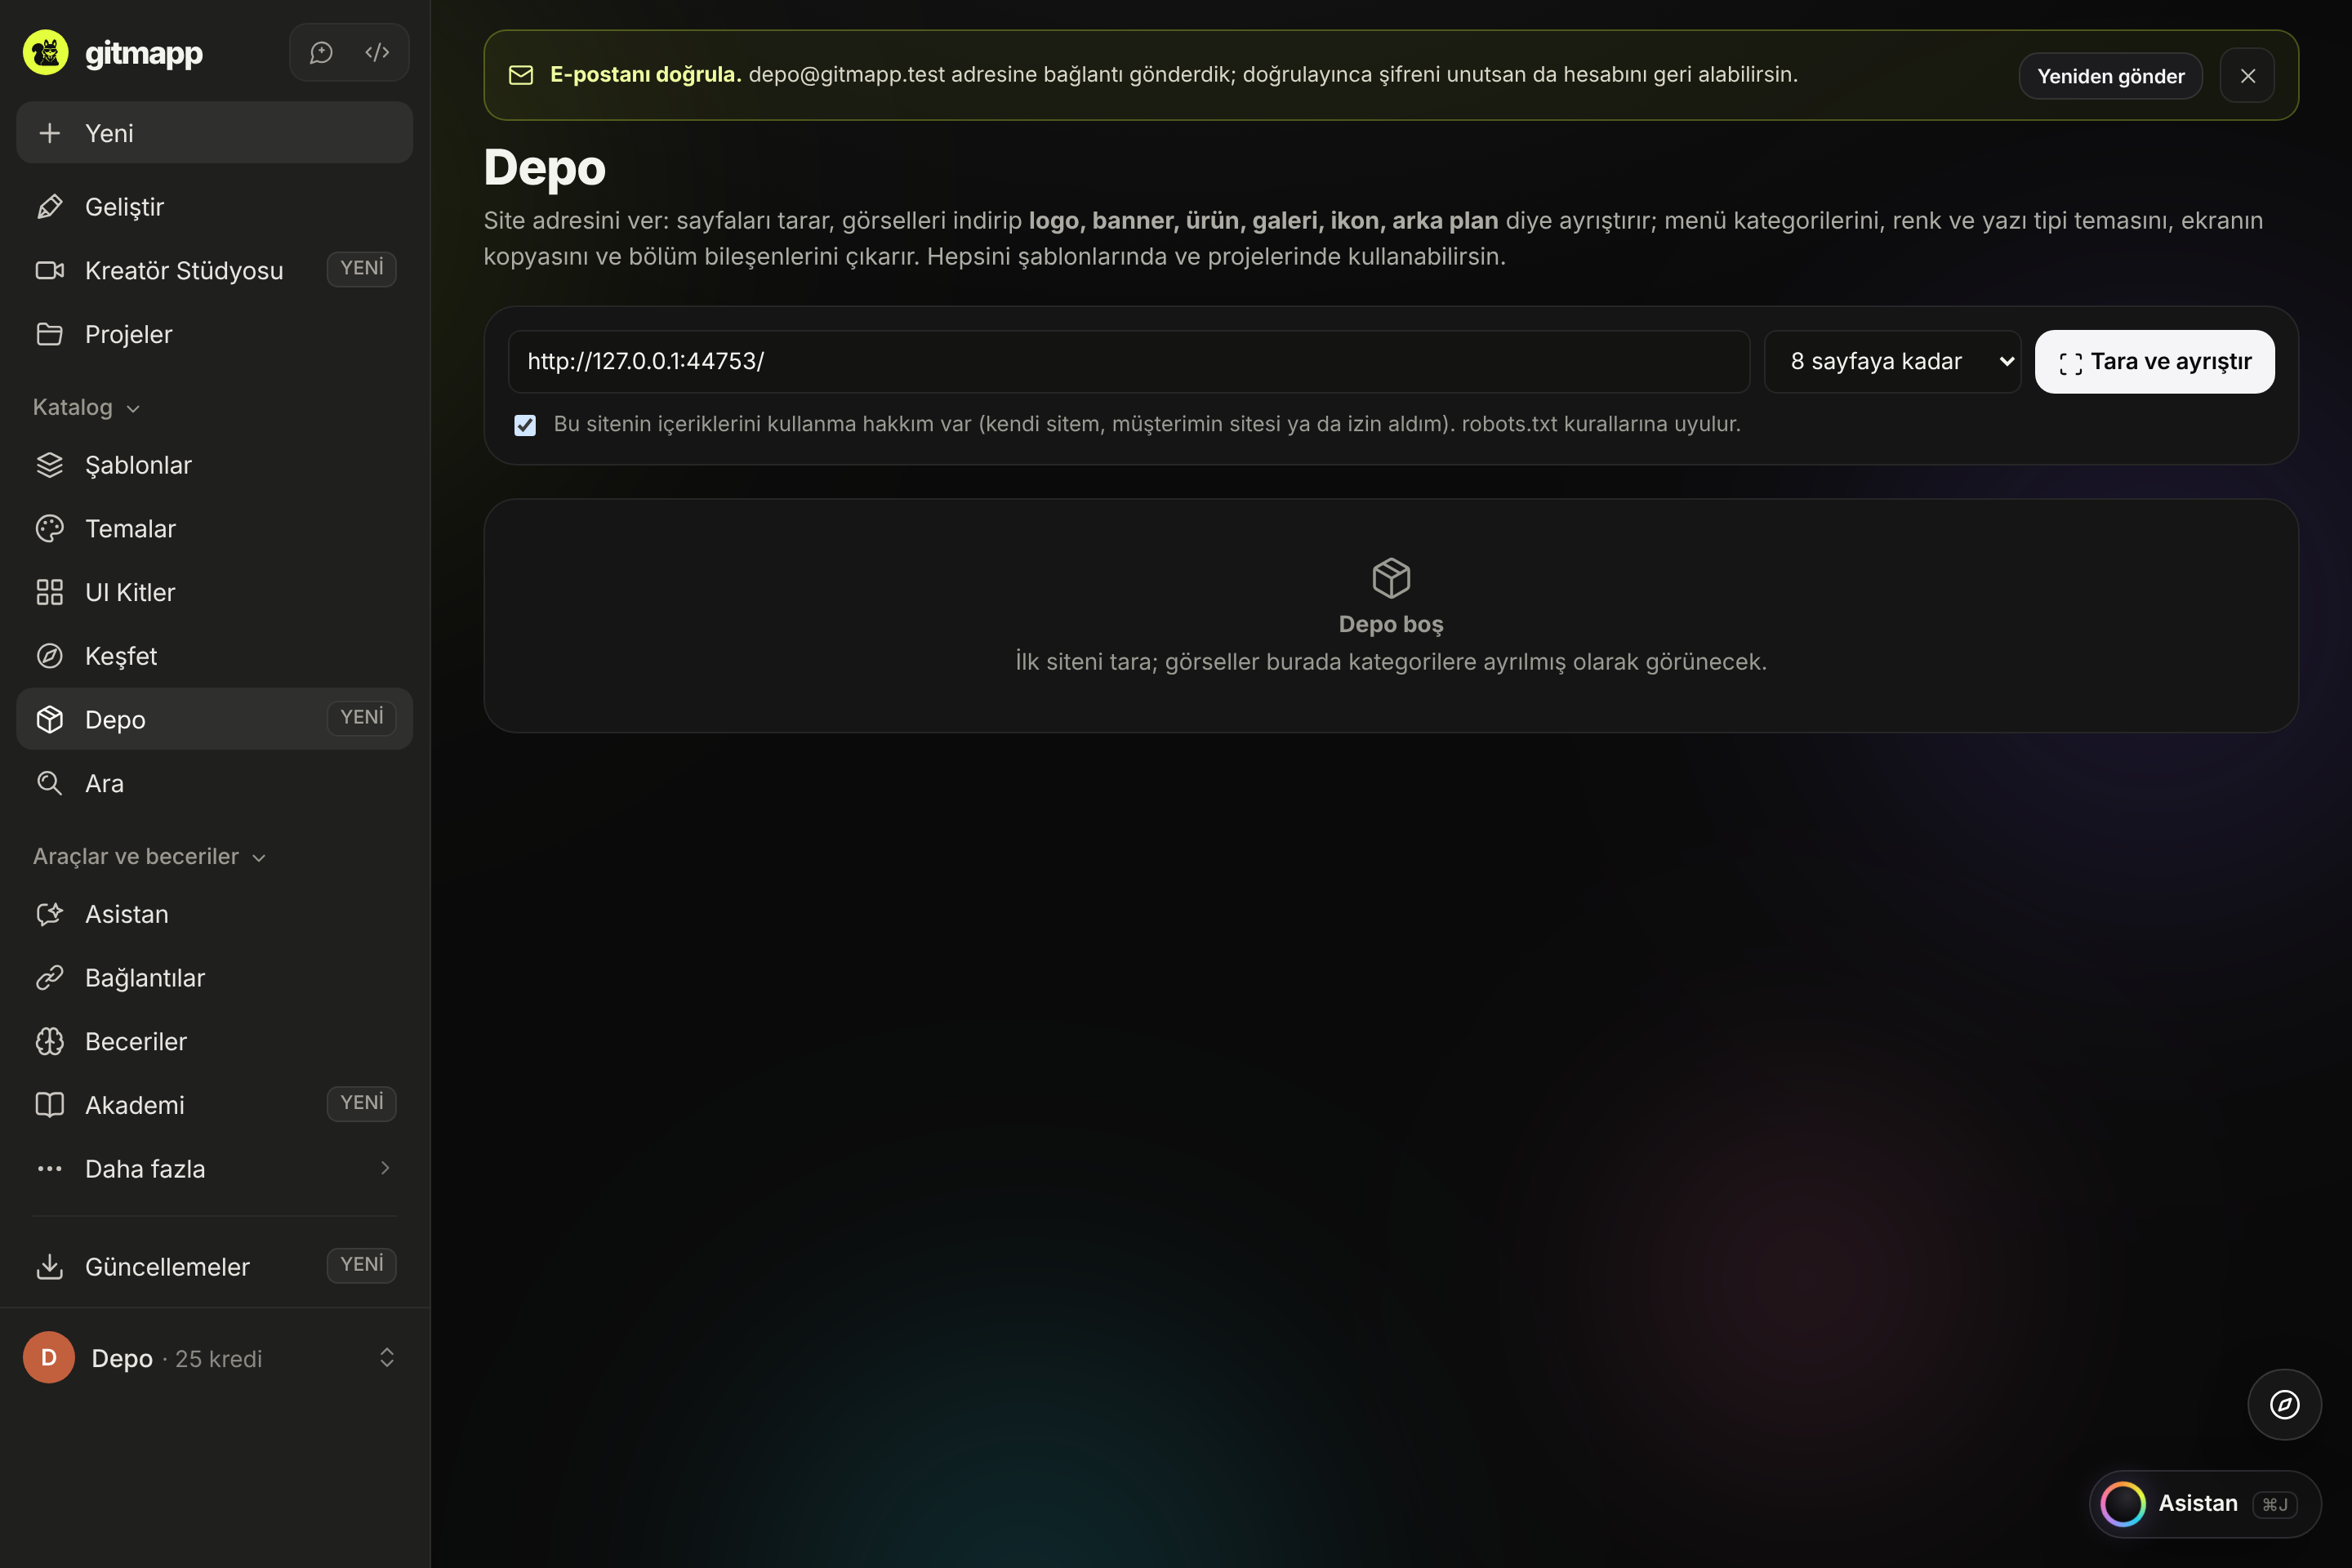 gitmapp
Yeni
Geliştir
Kreatör Stüdyosu YENİ
Projeler
Katalog
Şablonlar
Temalar
UI Kitler
Keşfet
Depo YENİ
Ara
Araçlar ve beceriler
Asistan
Bağlantılar
Beceriler
Akademi YENİ
Daha fazla
Güncellemeler YENİ
D Depo · 25 kredi
E-postanı doğrula. depo@gitmapp.test adresine bağlantı gönderdik; doğrulayınca şifreni unutsan da hesabını geri alabilirsin. Yeniden gönder
Depo
Site adresini ver: sayfaları tarar, görselleri indirip logo, banner, ürün, galeri, ikon, arka plan diye ayrıştırır; menü kategorilerini, renk ve yazı tipi temasını, ekranın
kopyasını ve bölüm bileşenlerini çıkarır. Hepsini şablonlarında ve projelerinde kullanabilirsin.
http://127.0.0.1:44753/ 8 sayfaya kadar Tara ve ayrıştır
Bu sitenin içeriklerini kullanma hakkım var (kendi sitem, müşterimin sitesi ya da izin aldım). robots.txt kurallarına uyulur.
Depo boş
İlk siteni tara; görseller burada kategorilere ayrılmış olarak görünecek.
Asistan ⌘J